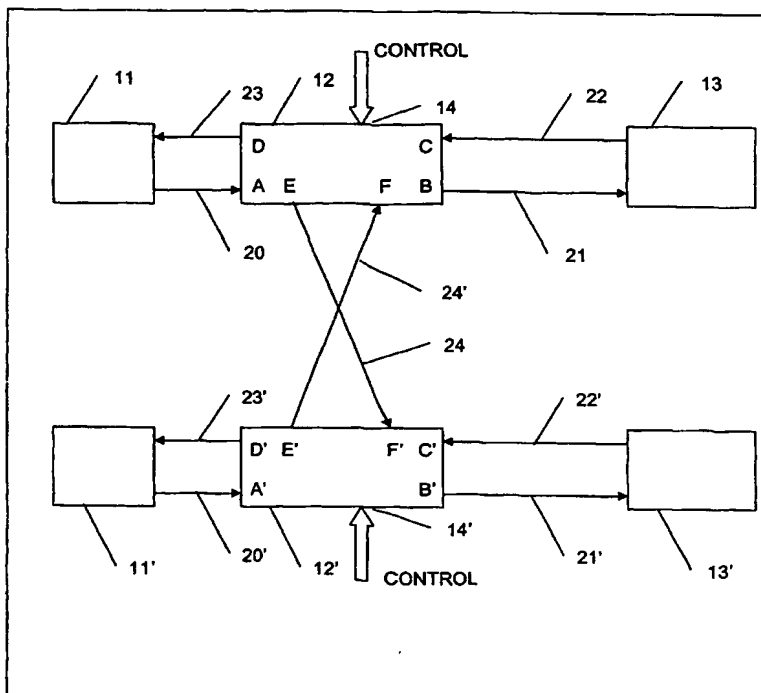 CONTROL
11 23 12 14 22 13
D C
A E F B
20 21
24'
24
23' 22'
D' E' F' C'
A' B'
11' 20' 12' 14' 21' 13'
CONTROL